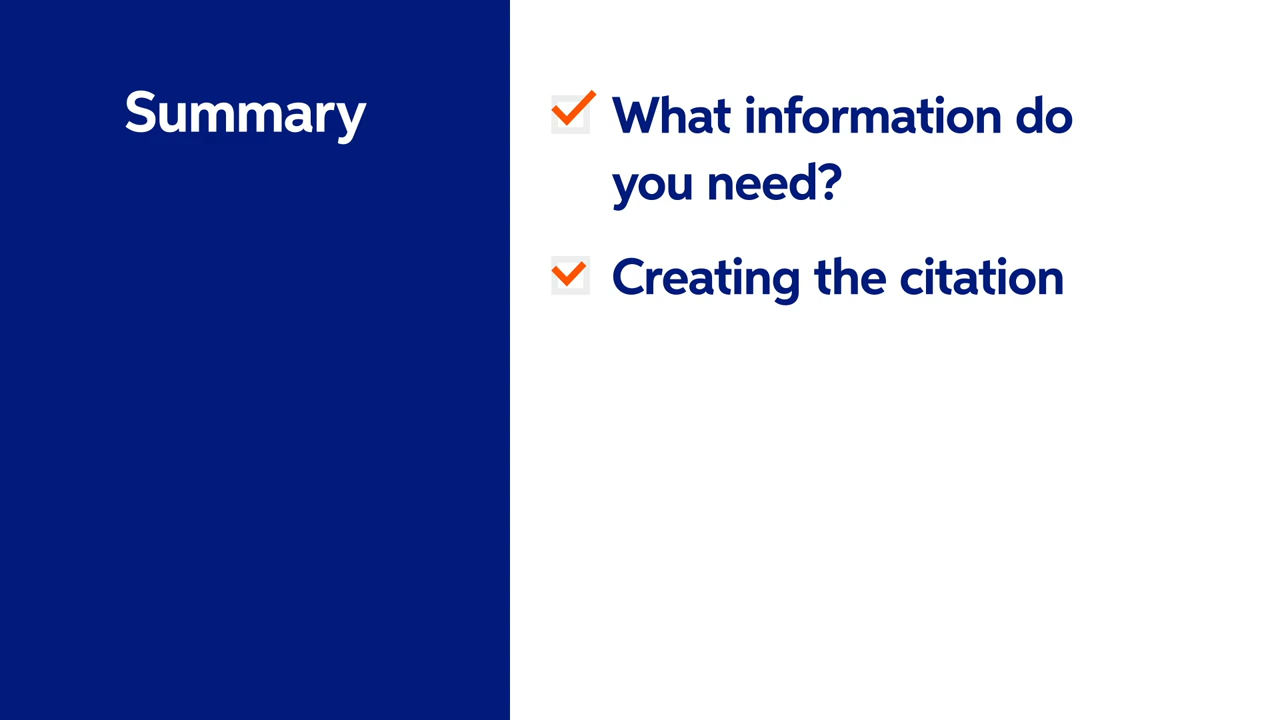 Summary
What information do
you need?
Creating the citation